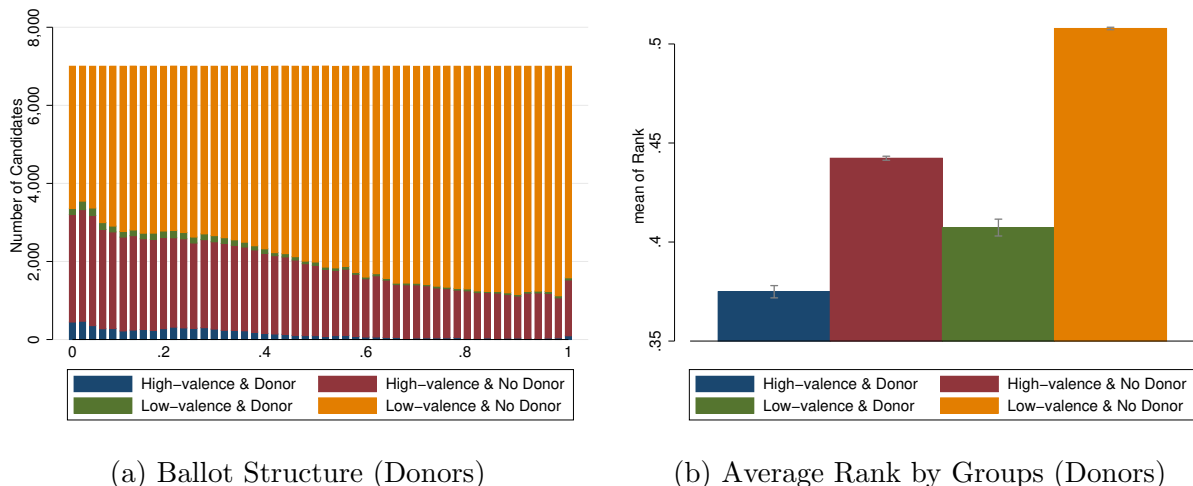 Number of Candidates
8,000
6,000
4,000
2,000
0
0
.2
.4
.6
.8
1
High-valence & Donor
High-valence & No Donor
Low-valence & Donor
Low-valence & No Donor
(a) Ballot Structure (Donors)
mean of Rank
.5
.45
.4
.35
High-valence & Donor
High-valence & No Donor
Low-valence & Donor
Low-valence & No Donor
(b) Average Rank by Groups (Donors)